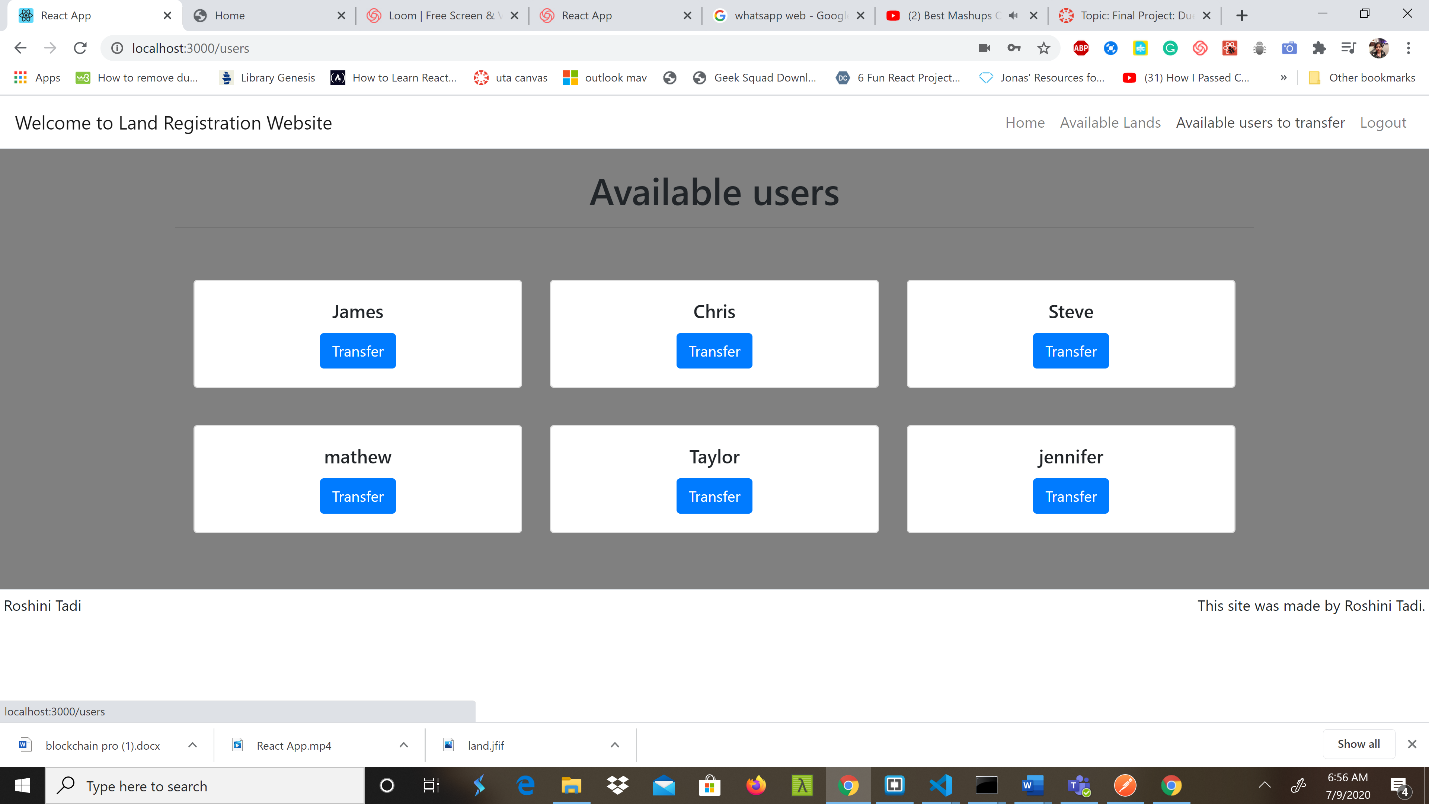 React App
Home
Loom | Free Screen &
React App
whatsapp web - Googl
(2) Best Mashups
Topic: Final Project: Du
localhost:3000/users
ABP
Apps
How to remove du...
Library Genesis
How to Learn React...
uta canvas
outlook mav
Geek Squad Downl...
6 Fun React Project...
Jonas' Resources fo...
(31) How I Passed C...
»
Other bookmarks
Welcome to Land Registration Website
Home
Available Lands
Available users to transfer
Logout
Available users
James
Chris
Steve
Transfer
Transfer
Transfer
mathew
Taylor
jennifer
Transfer
Transfer
Transfer
Roshini Tadi
This site was made by Roshini Tadi.
localhost:3000/users
blockchain pro (1).docx
React App.mp4
land.jfif
Show all
Type here to search
6:56 AM
7/9/2020
4